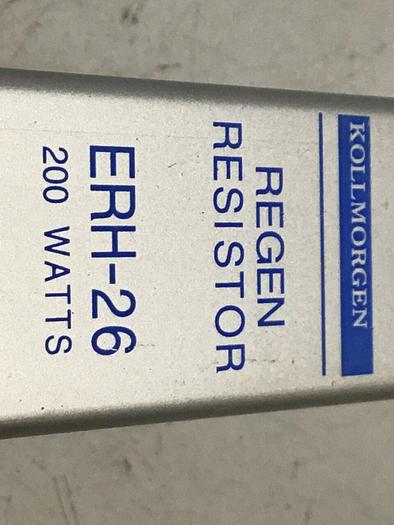 KOLLMORGEN
REGEN
RESISTOR
ERH-26
200 WATTS